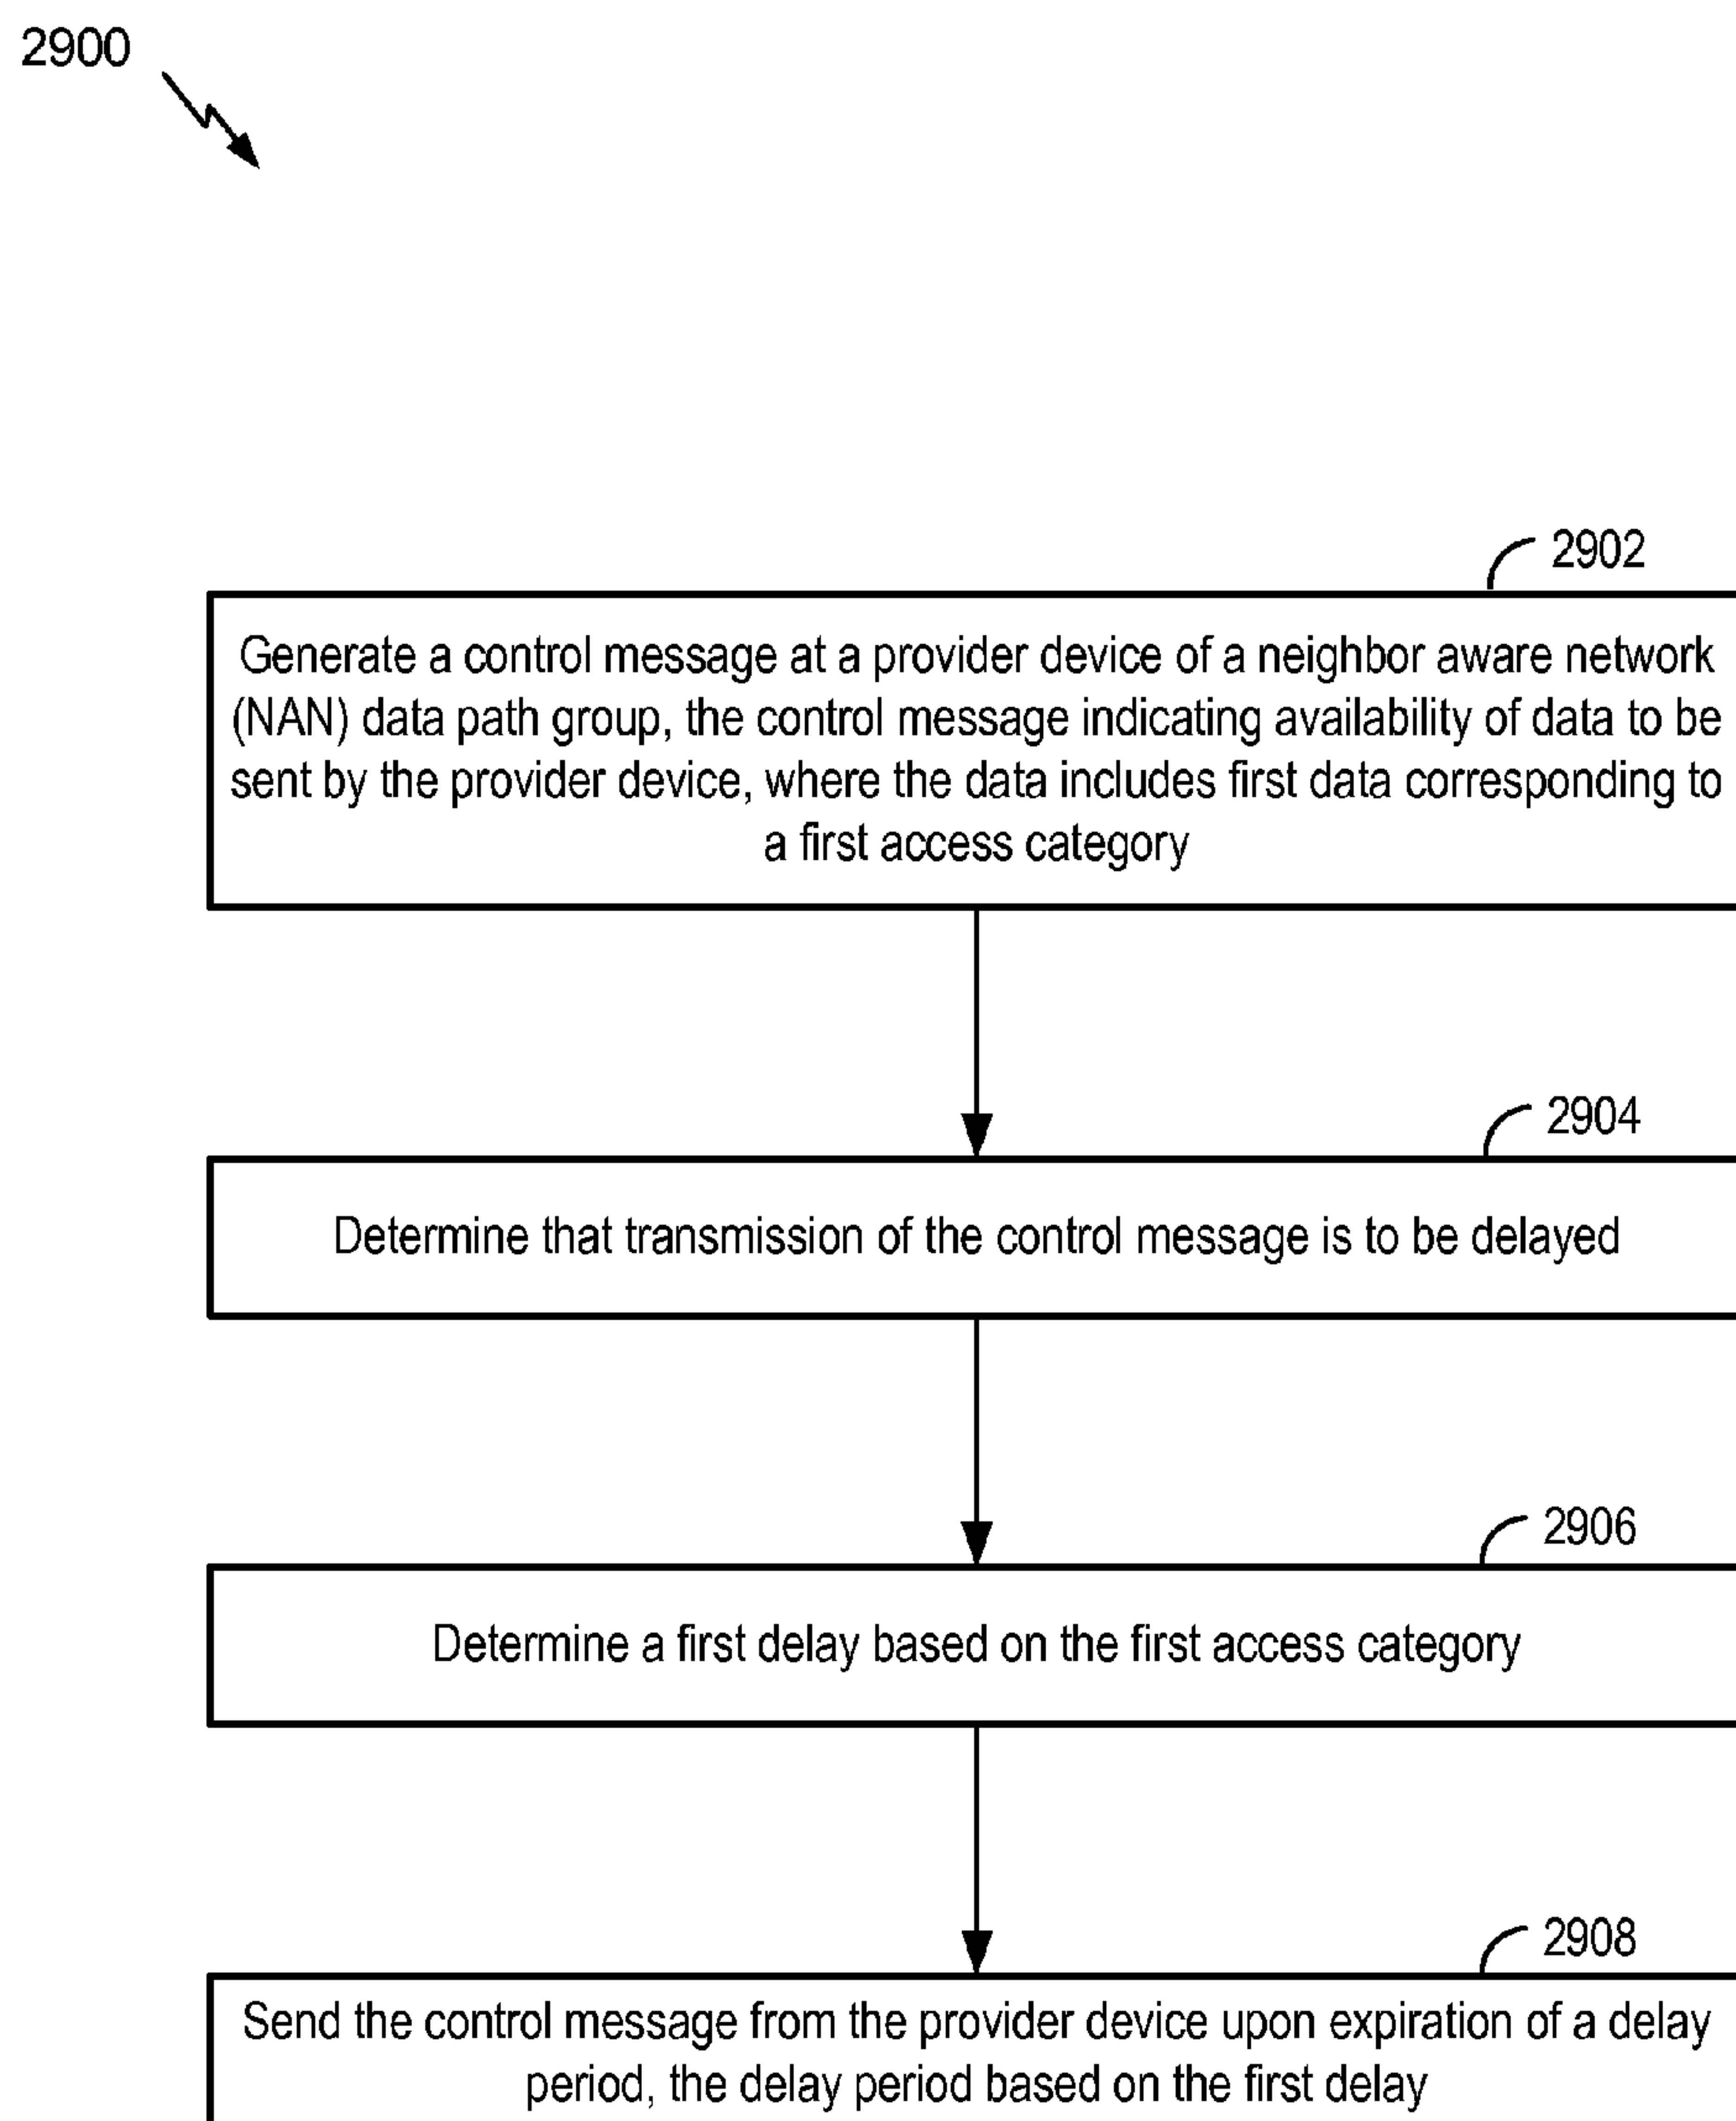 2900
2902
Generate a control message at a provider device of a neighbor aware network
(NAN) data path group, the control message indicating availability of data to be
sent by the provider device, where the data includes first data corresponding to
a first access category
2904
Determine that transmission of the control message is to be delayed
2906
Determine a first delay based on the first access category
2908
Send the control message from the provider device upon expiration of a delay
period, the delay period based on the first delay